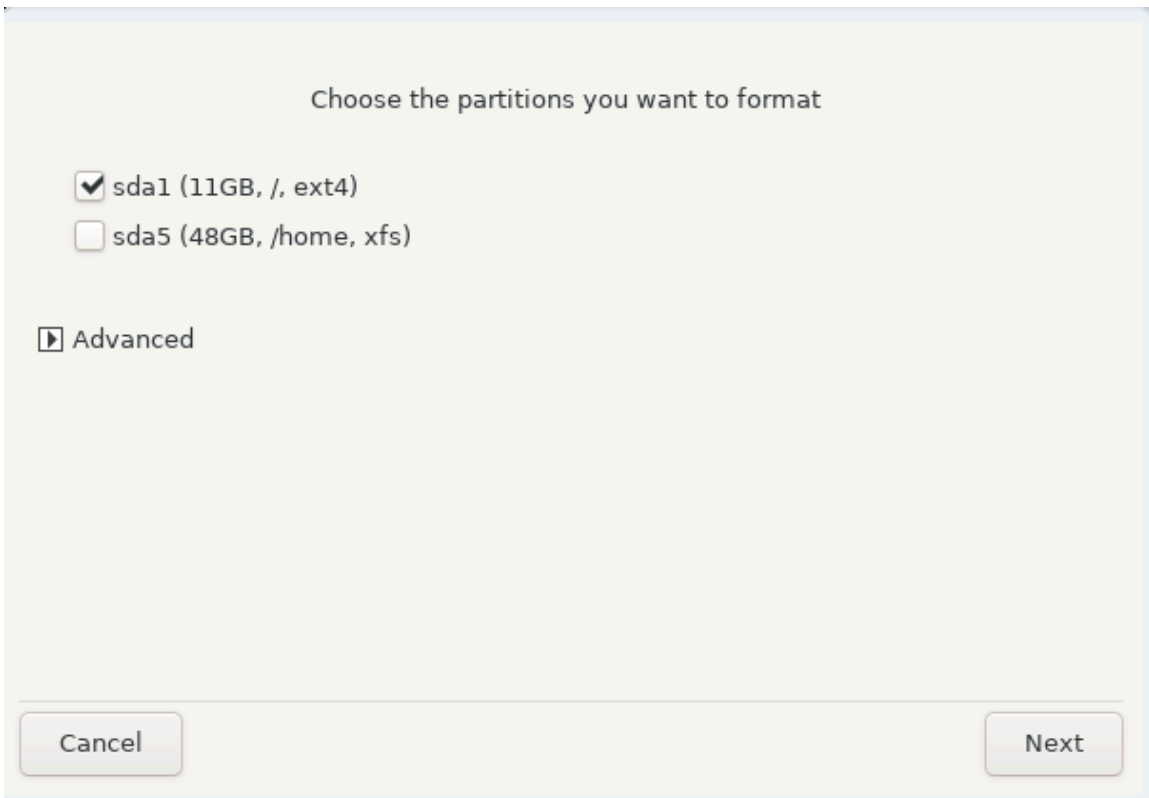 Choose the partitions you want to format
sda1 (11GB, /, ext4)
sda5 (48GB, /home, xfs)
Advanced
Cancel
Next